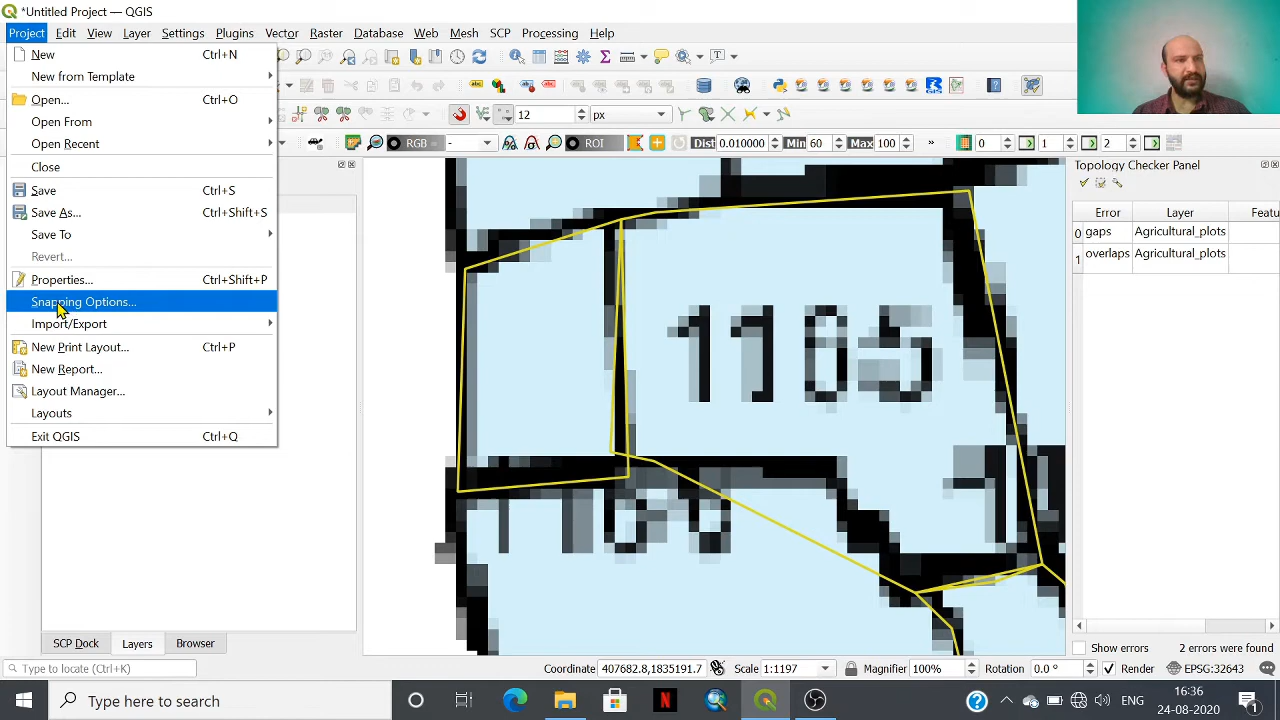 *Untitled Project — QGIS
Project Edit View Layer Settings Plugins Vector Raster Database Web Mesh SCP Processing Help
New Ctrl+N
New from Template
Open... Ctrl+O
Open From
Open Recent
Close
Save Ctrl+S
Save As... Ctrl+Shift+S
Save To
Revert...
Properties... Ctrl+Shift+P
Snapping Options...
Import/Export
New Print Layout... Ctrl+P
New Report...
Layout Manager...
Layouts
Exit QGIS Ctrl+Q
12 px
RGB = - ROI Dist 0.010000 Min 60 Max 100 » 0 1 2
Topology Checker Panel
Error Layer Featu
0 gaps Agricultural_plots
1 overlaps Agricultural_plots
1105
SCP Dock Layers Browser
Show errors 2 errors were found
Type to locate (Ctrl+K) Coordinate 407682.8,1835191.7 Scale 1:1197 Magnifier 100% Rotation 0.0 ° Render EPSG:32643
Type here to search ENG 16:36 24-08-2020 1